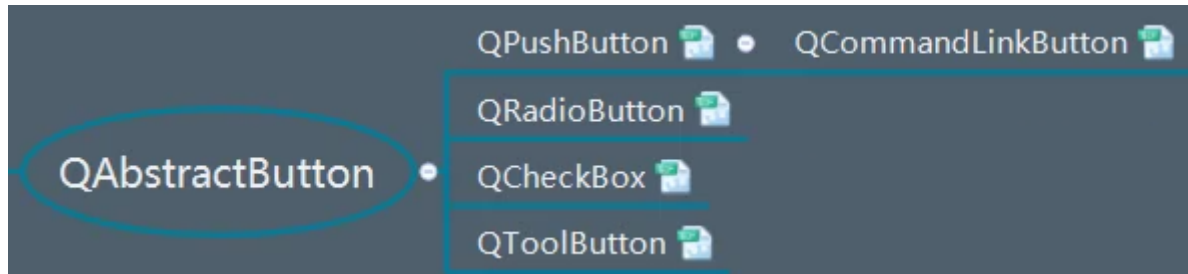 QPushButton QCommandLinkButton
QRadioButton
QAbstractButton
QCheckBox
QToolButton